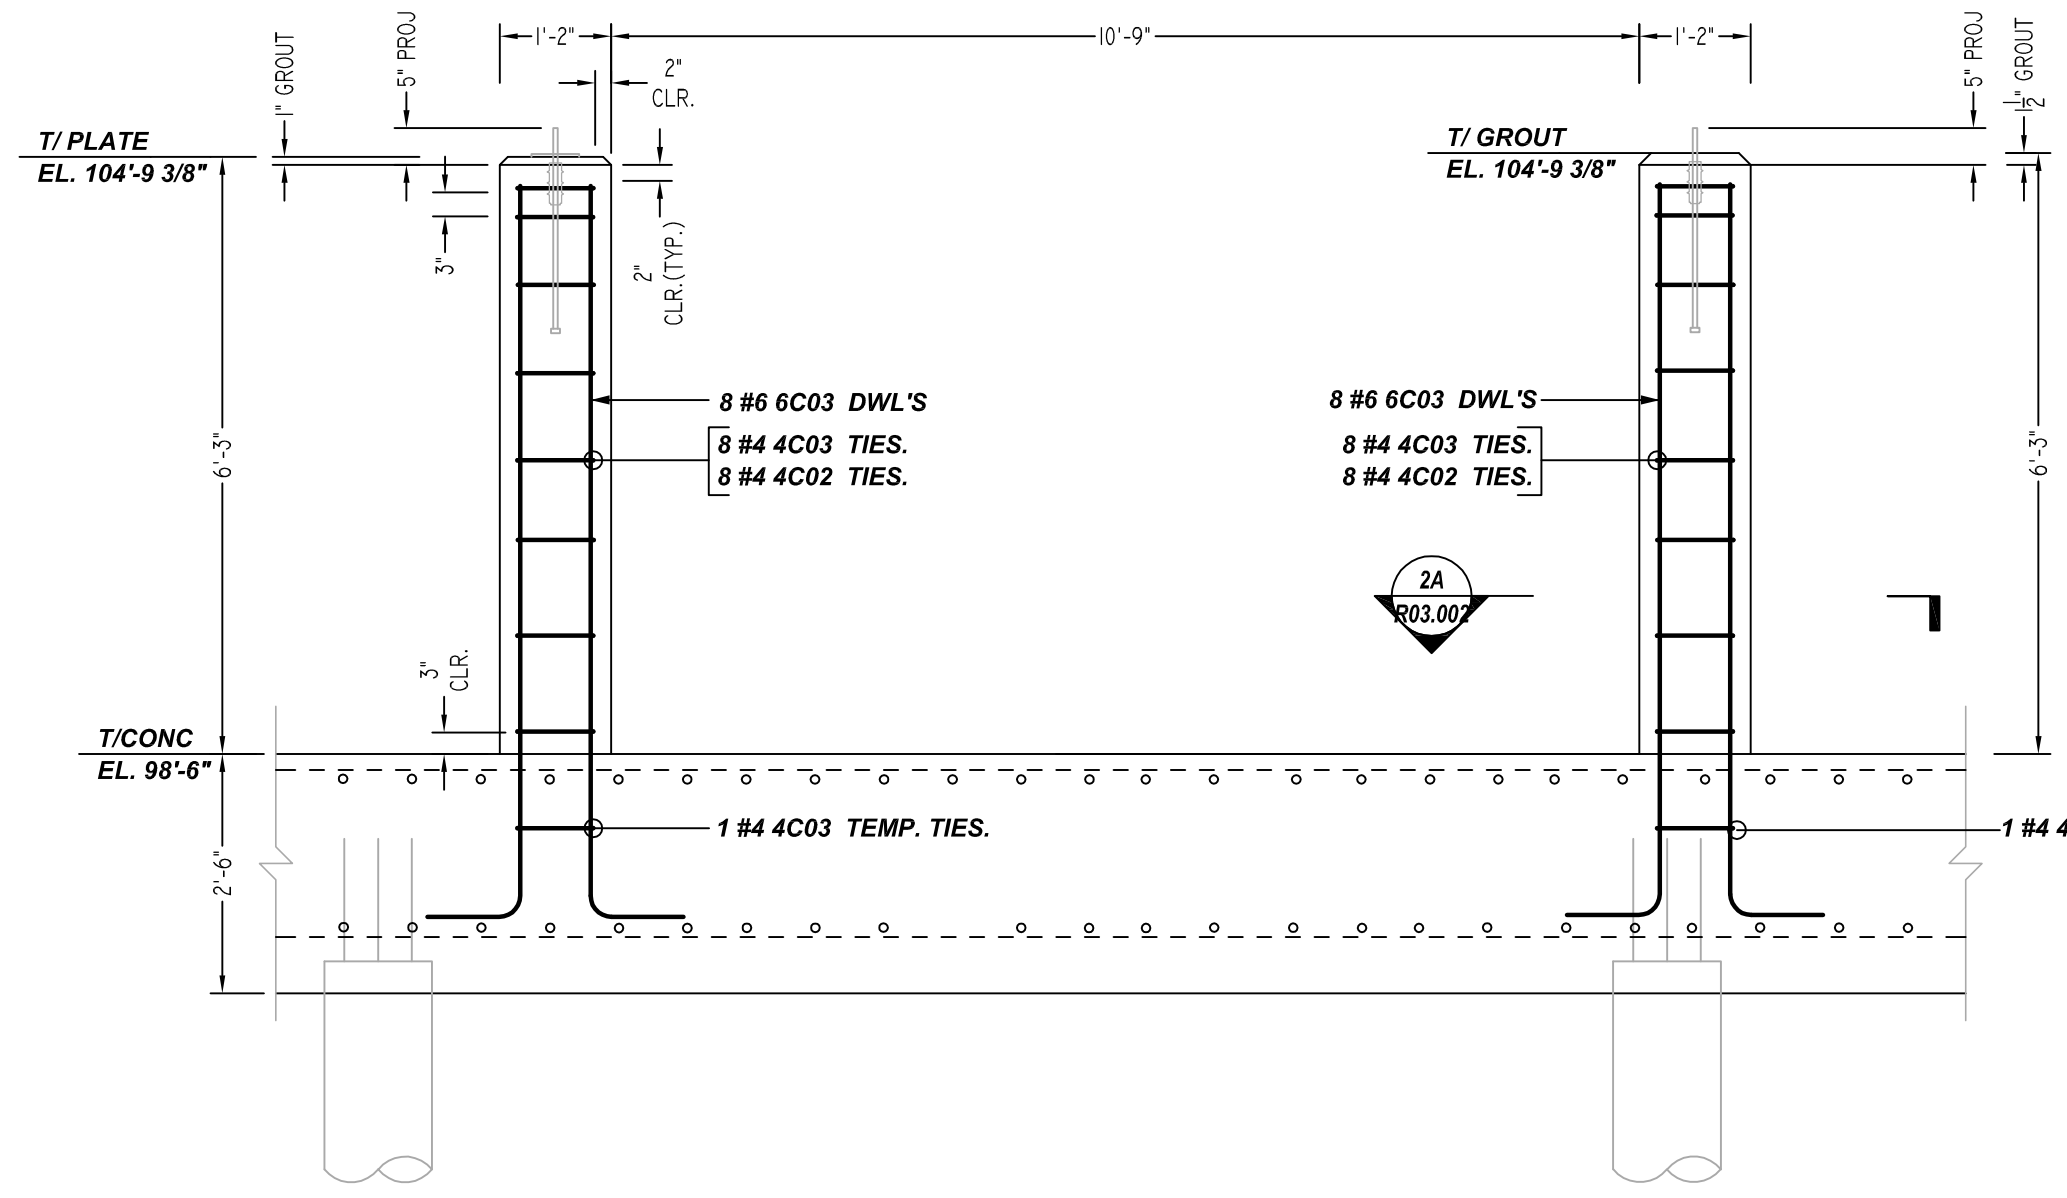 1'-2"
10'-9"
1'-2"
1" GROUT
5" PROJ
2"
CLR.
5" PROJ
1 1/2" GROUT
T/ PLATE
EL. 104'-9 3/8"
T/ GROUT
EL. 104'-9 3/8"
3"
2"
CLR.(TYP.)
8 #6 6C03 DWL'S
8 #4 4C03 TIES.
8 #4 4C02 TIES.
8 #6 6C03 DWL'S
8 #4 4C03 TIES.
8 #4 4C02 TIES.
6'-3"
6'-3"
2A
R03.002
3"
CLR.
T/CONC
EL. 98'-6"
1 #4 4C03 TEMP. TIES.
1 #4 4
2'-6"